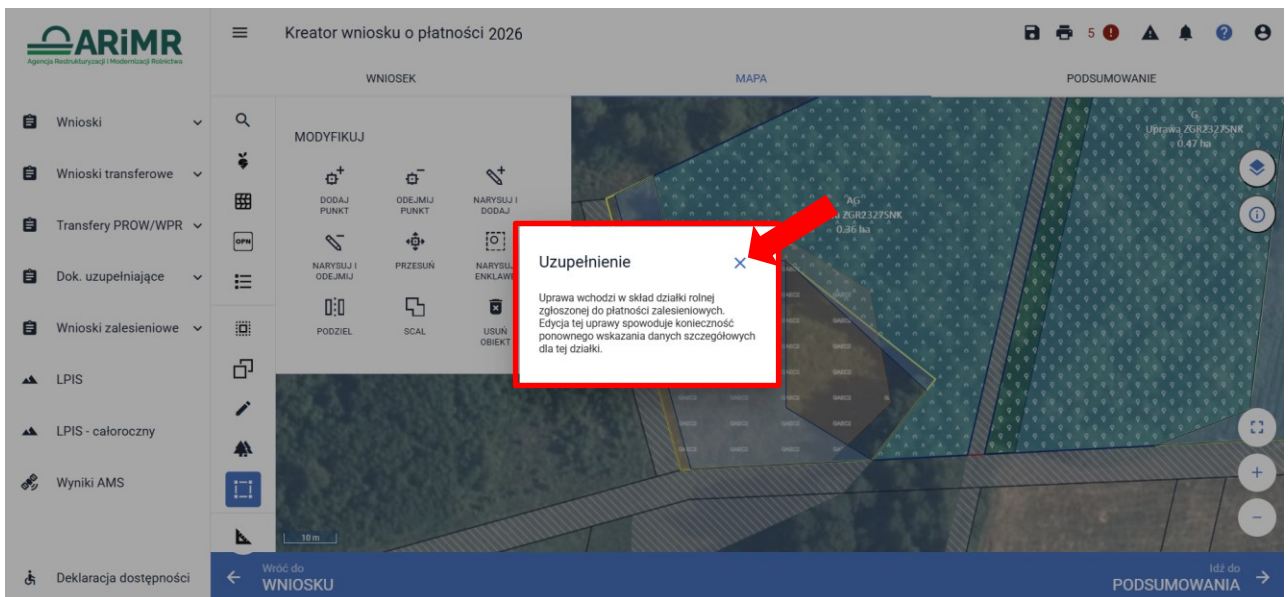 ARiMR
Agencja Restrukturyzacji i Modernizacji Rolnictwa
Kreator wniosku o płatności 2026
5
WNIOSEK
MAPA
PODSUMOWANIE
Wnioski
Wnioski transferowe
Transfery PROW/WPR
Dok. uzupełniające
Wnioski zalesieniowe
LPIS
LPIS - całoroczny
Wyniki AMS
Deklaracja dostępności
OPN
MODYFIKUJ
DODAJ
PUNKT
ODEJMIJ
PUNKT
NARYSUJ I
DODAJ
NARYSUJ I
ODEJMIJ
PRZESUŃ
NARYSUJ
ENKLAW
PODZIEL
SCAL
USUŃ
OBIEKT
Uzupełnienie
Uprawa wchodzi w skład działki rolnej
zgłoszonej do płatności zalesieniowych.
Edycja tej uprawy spowoduje konieczność
ponownego wskazania danych szczegółowych
dla tej działki.
AG
ZGR2327SNK
0.36 ha
G
Uprawa ZGR2327SNK
0.47 ha
10 m
Wróć do
WNIOSKU
Idź do
PODSUMOWANIA